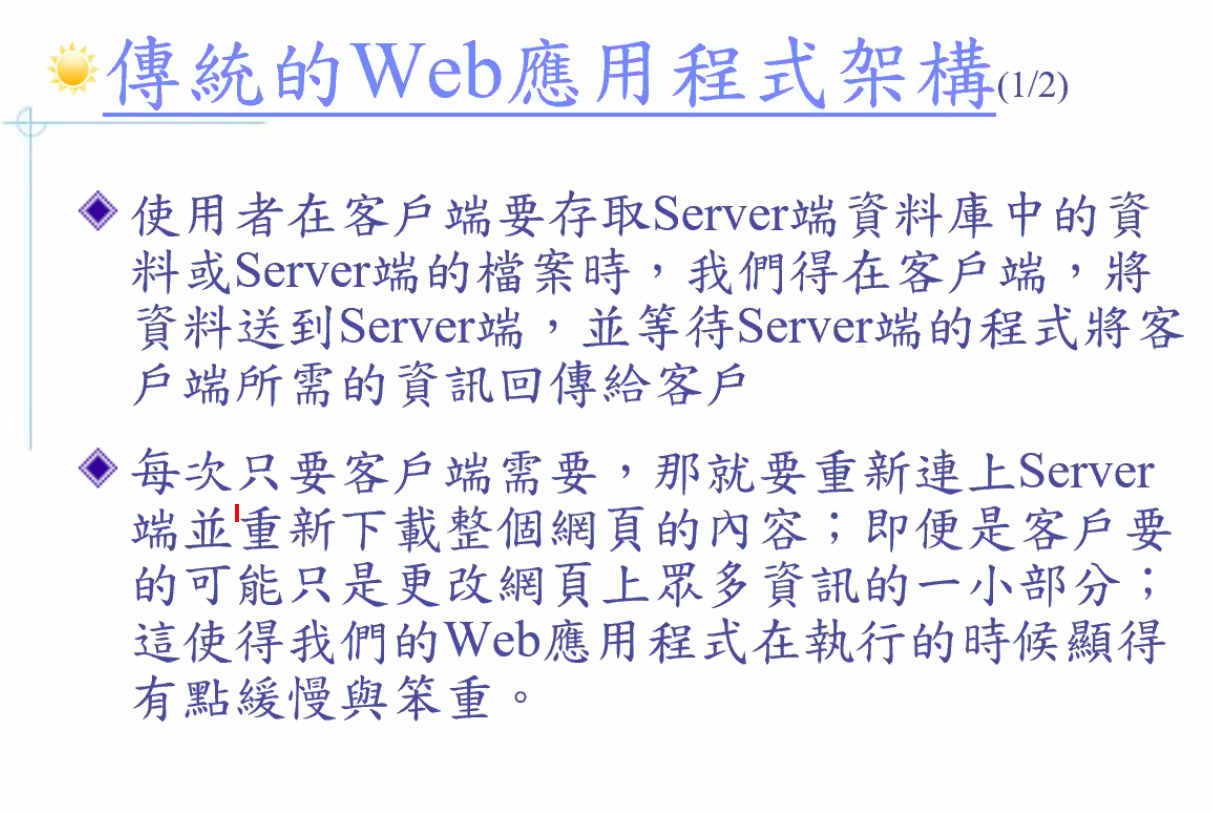 傳統的Web應用程式架構(1/2)
使用者在客戶端要存取Server端資料庫中的資
料或Server端的檔案時，我們得在客戶端，將
資料送到Server端，並等待Server端的程式將客
戶端所需的資訊回傳給客戶
每次只要客戶端需要，那就要重新連上Server
端並重新下載整個網頁的內容；即便是客戶要
的可能只是更改網頁上眾多資訊的一小部分；
這使得我們的Web應用程式在執行的時候顯得
有點緩慢與笨重。